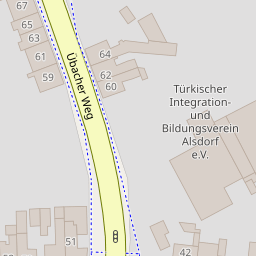 67
65
63
61
59
64
62
60
Übacher Weg
Türkischer
Integration-
und
Bildungsverein
Alsdorf
e.V.
51
42